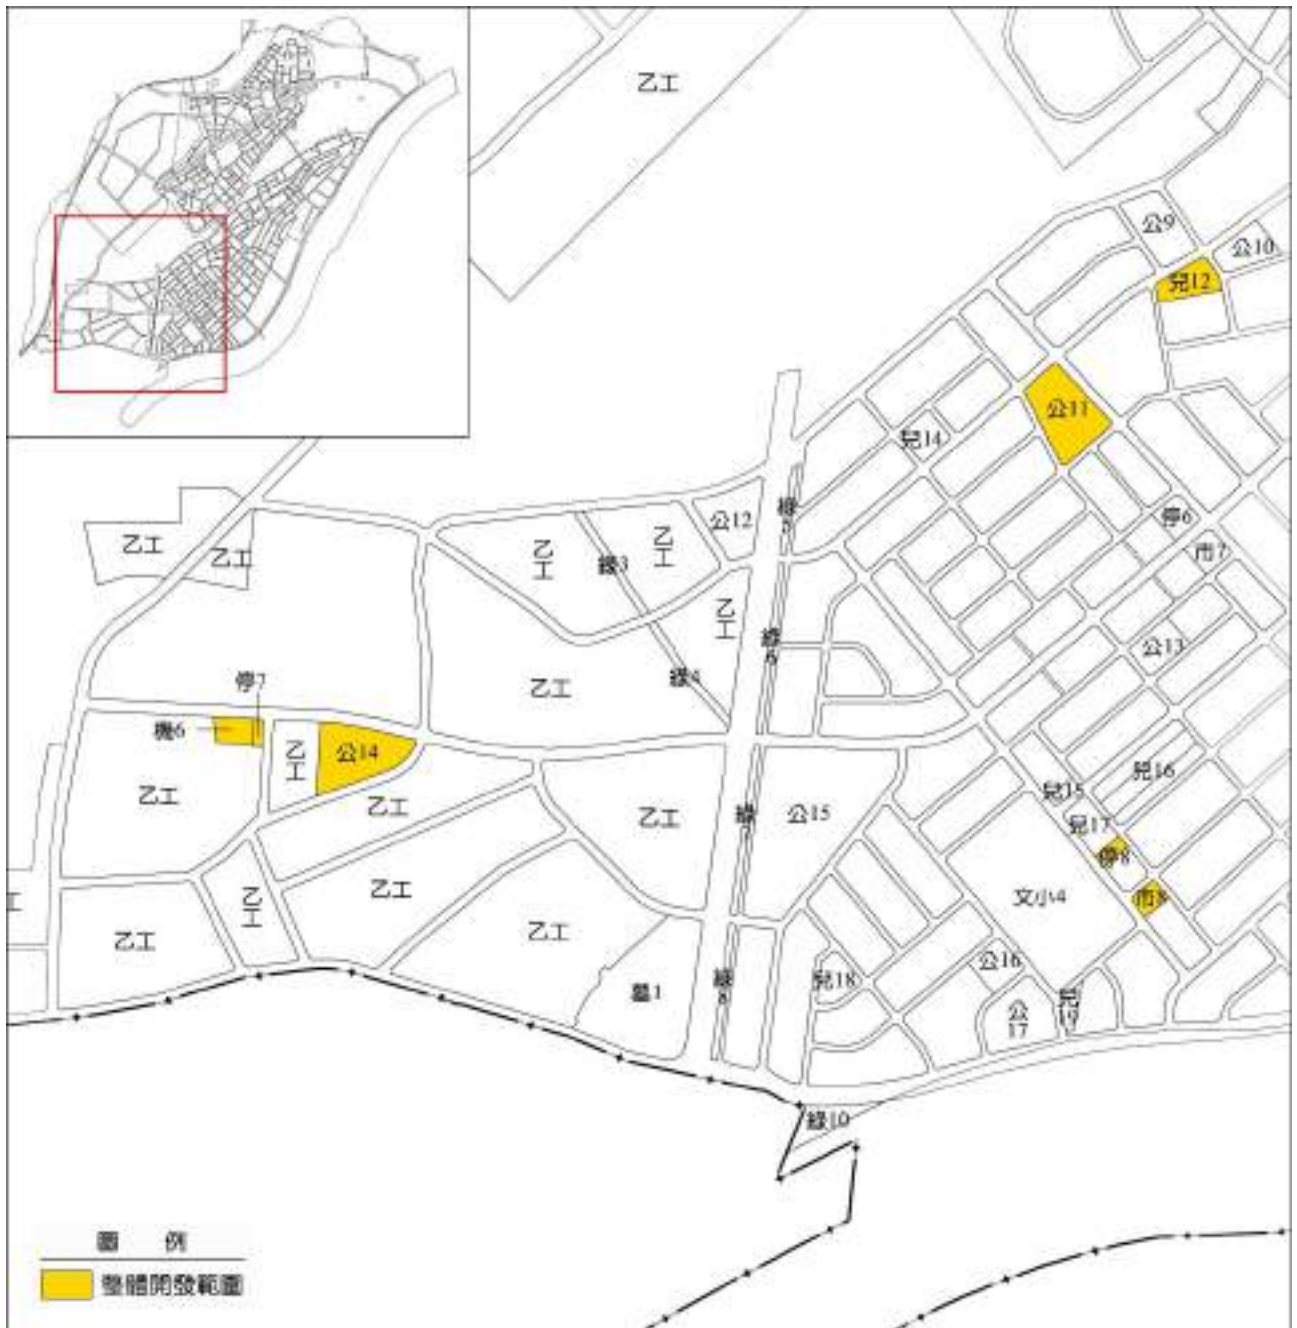 乙工
公9
公10
兒12
公11
兒14
公12
綠5
停6
乙工
乙工
乙工
綠3
乙工
市7
乙工
綠6
公13
停7
乙工
綠4
機6
乙工
公14
兒16
兒15
乙工
乙工
乙工
綠7
公15
兒17
停8
乙工
乙工
文小4
市8
乙工
乙工
公16
墓1
綠8
兒18
公17
兒19
綠10
圖 例
整體開發範圍